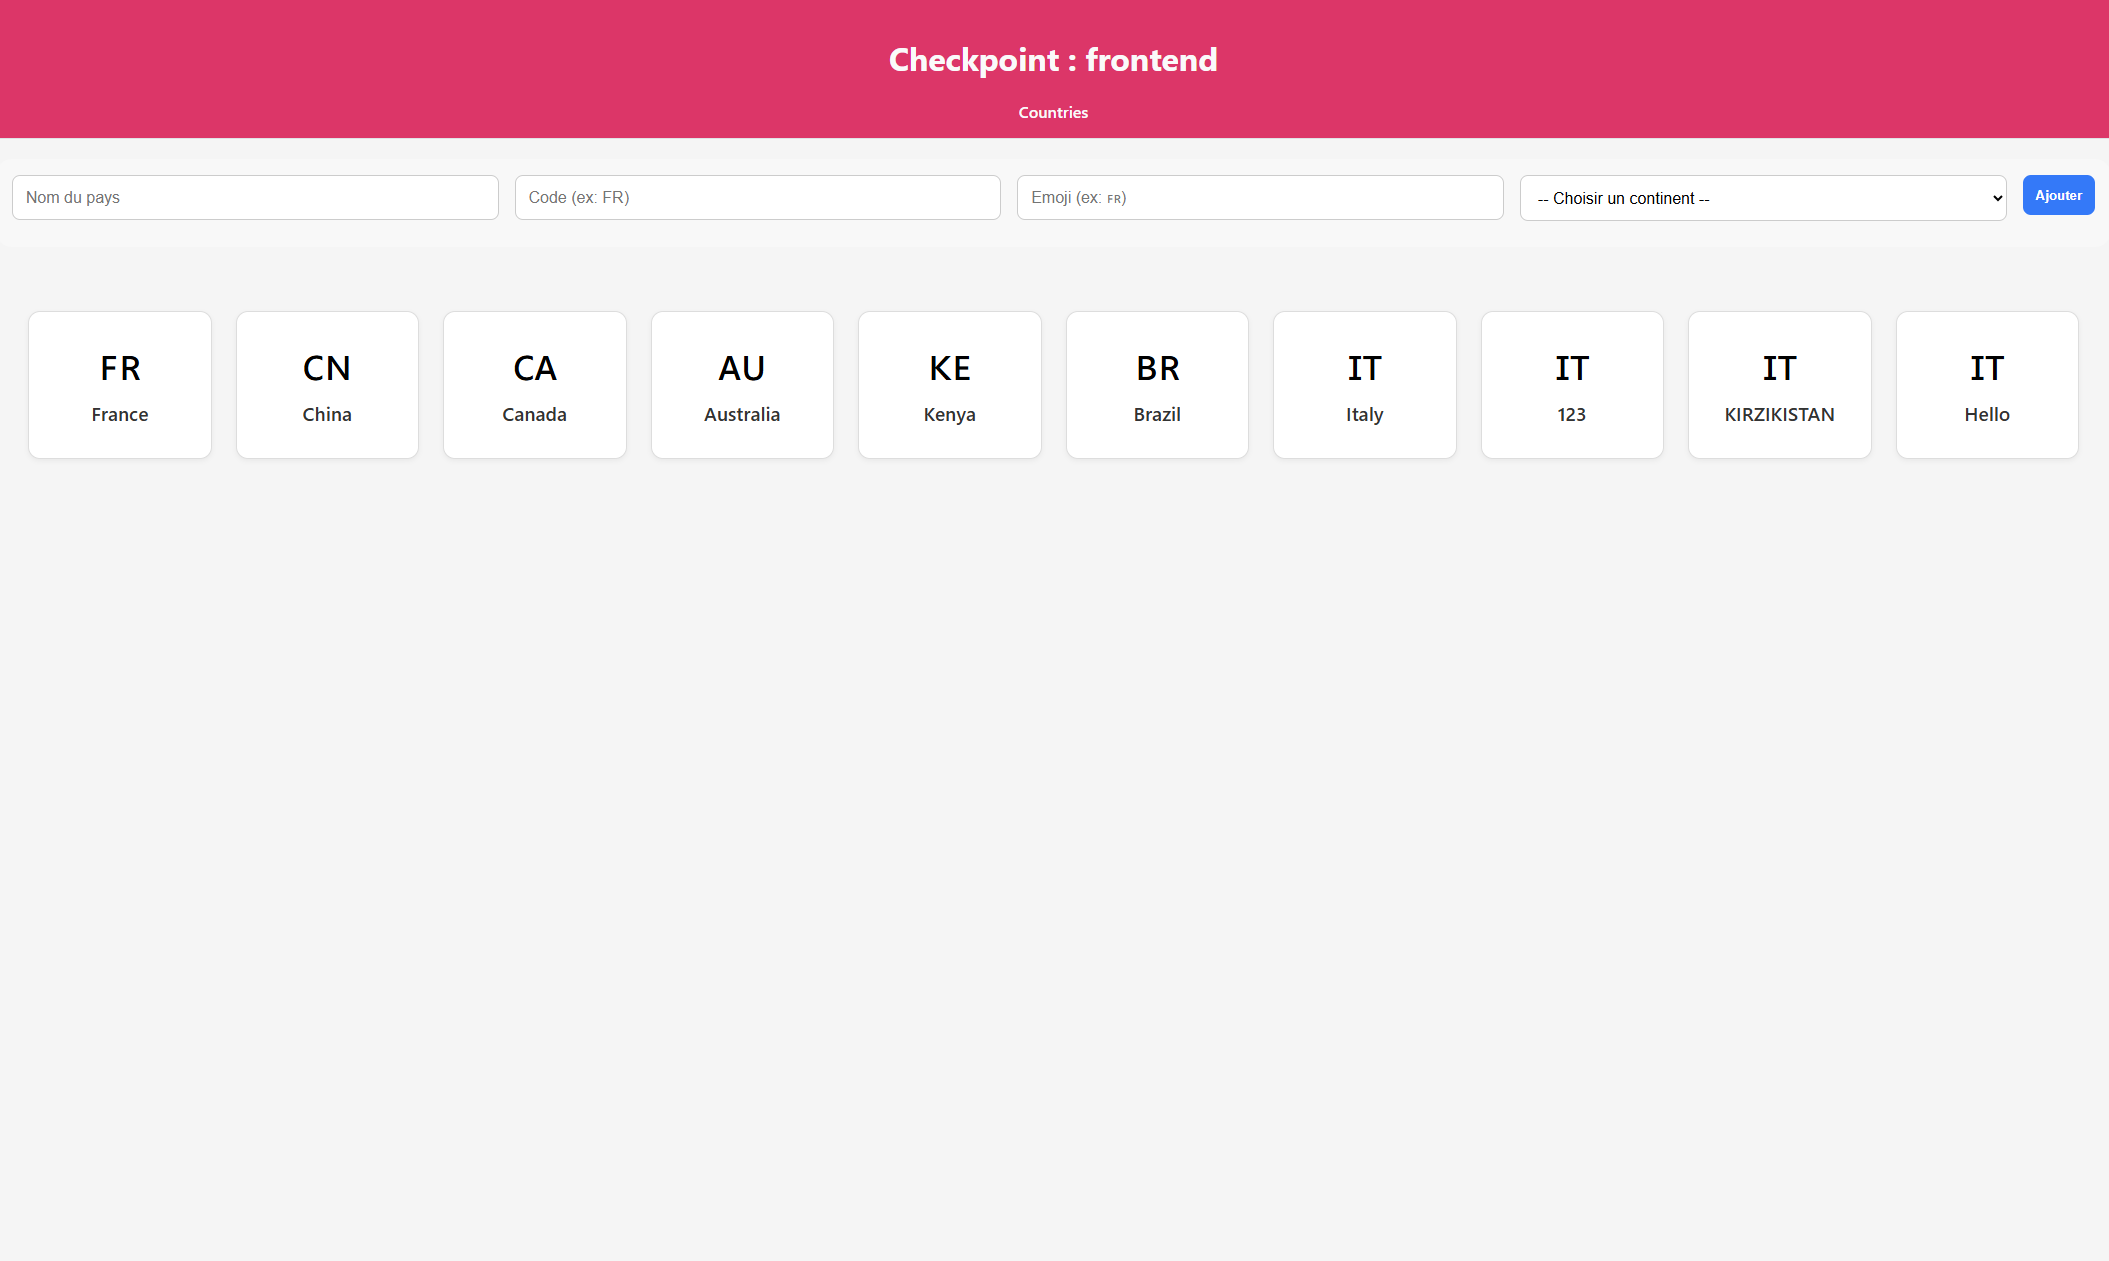 Checkpoint : frontend
Countries
Nom du pays
Code (ex: FR)
Emoji (ex: FR)
-- Choisir un continent --
Ajouter
FR
France
CN
China
CA
Canada
AU
Australia
KE
Kenya
BR
Brazil
IT
Italy
IT
123
IT
KIRZIKISTAN
IT
Hello